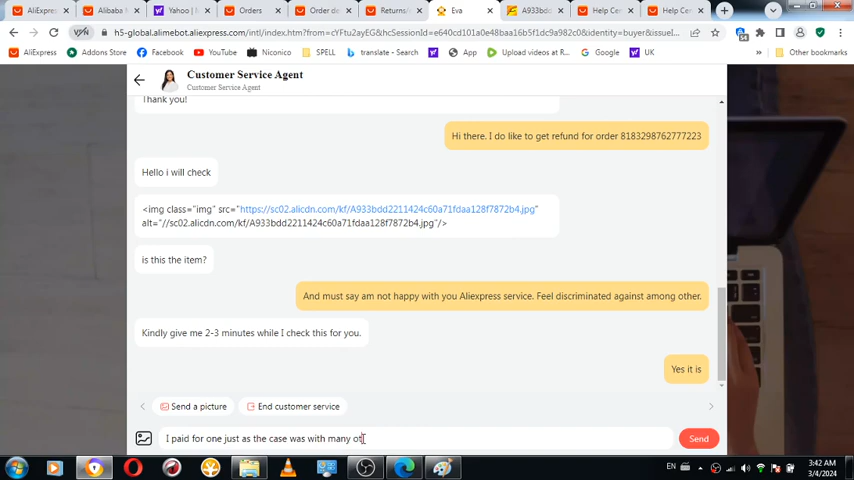 AliExpres
Alibaba
Yahoo |
Orders
Order de
Returns/
Eva
A933bdd
Help Cen
Help Cen
h5-global.alimebot.aliexpress.com/intl/index.htm?from=cYFtu2ayEG&hcSessionId=e640cd101a0e48baa16b5f1dc9a982c0&identity=buyer&issueI...
VPN
54
AliExpress
Addons Store
Facebook
YouTube
Niconico
SPELL
translate - Search
App
Upload videos at r...
Google
UK
Other bookmarks
Customer Service Agent
Customer Service Agent
Thank you!
Hi there. I do like to get refund for order 8183298762777223
Hello i will check
<img class="img" src="https://sc02.alicdn.com/kf/A933bdd2211424c60a71fdaa128f7872b4.jpg"
alt="//sc02.alicdn.com/kf/A933bdd2211424c60a71fdaa128f7872b4.jpg"/>
is this the item?
And must say am not happy with you Aliexpress service. Feel discriminated against among other.
Kindly give me 2-3 minutes while I check this for you.
Yes it is
Send a picture
End customer service
I paid for one just as the case was with many ot
Send
EN
3:42 AM
3/4/2024